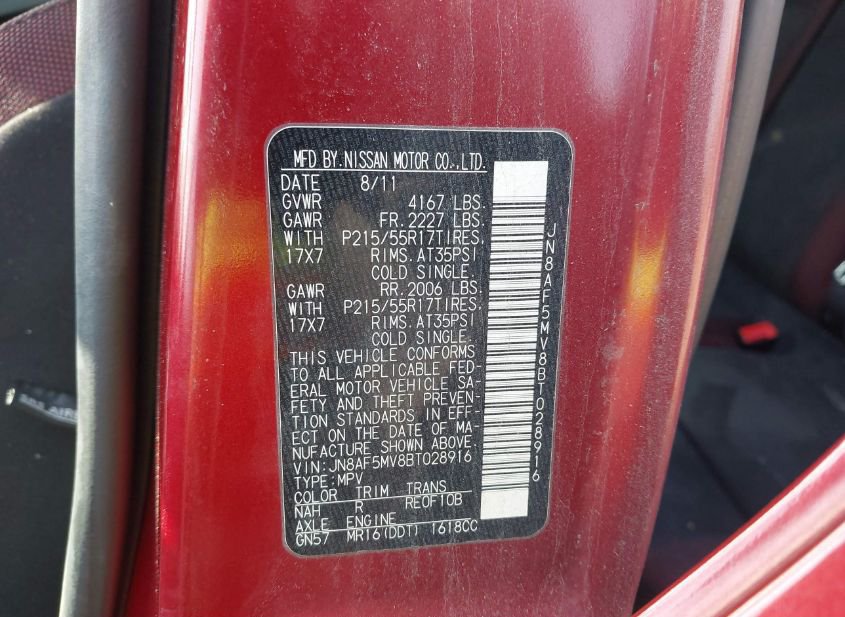 MFD BY.NISSAN MOTOR CO.,LTD.
DATE 8/11
GVWR 4167 LBS.
GAWR FR.2227 LBS.
WITH P215/55R17TIRES.
17X7 RIMS.AT35PSI
COLD SINGLE.
GAWR RR.2006 LBS.
WITH P215/55R17TIRES.
17X7 RIMS.AT35PSI
COLD SINGLE.
THIS VEHICLE CONFORMS
TO ALL APPLICABLE FED-
ERAL MOTOR VEHICLE SA-
FETY AND THEFT PREVEN-
TION STANDARDS IN EFF-
ECT ON THE DATE OF MA-
NUFACTURE SHOWN ABOVE.
VIN:JN8AF5MV8BT028916
TYPE:MPV
COLOR TRIM TRANS
NAH R RE0F10B
AXLE ENGINE
GN57 MR16(DDT) 1618CC
JN8AF5MV8BT028916